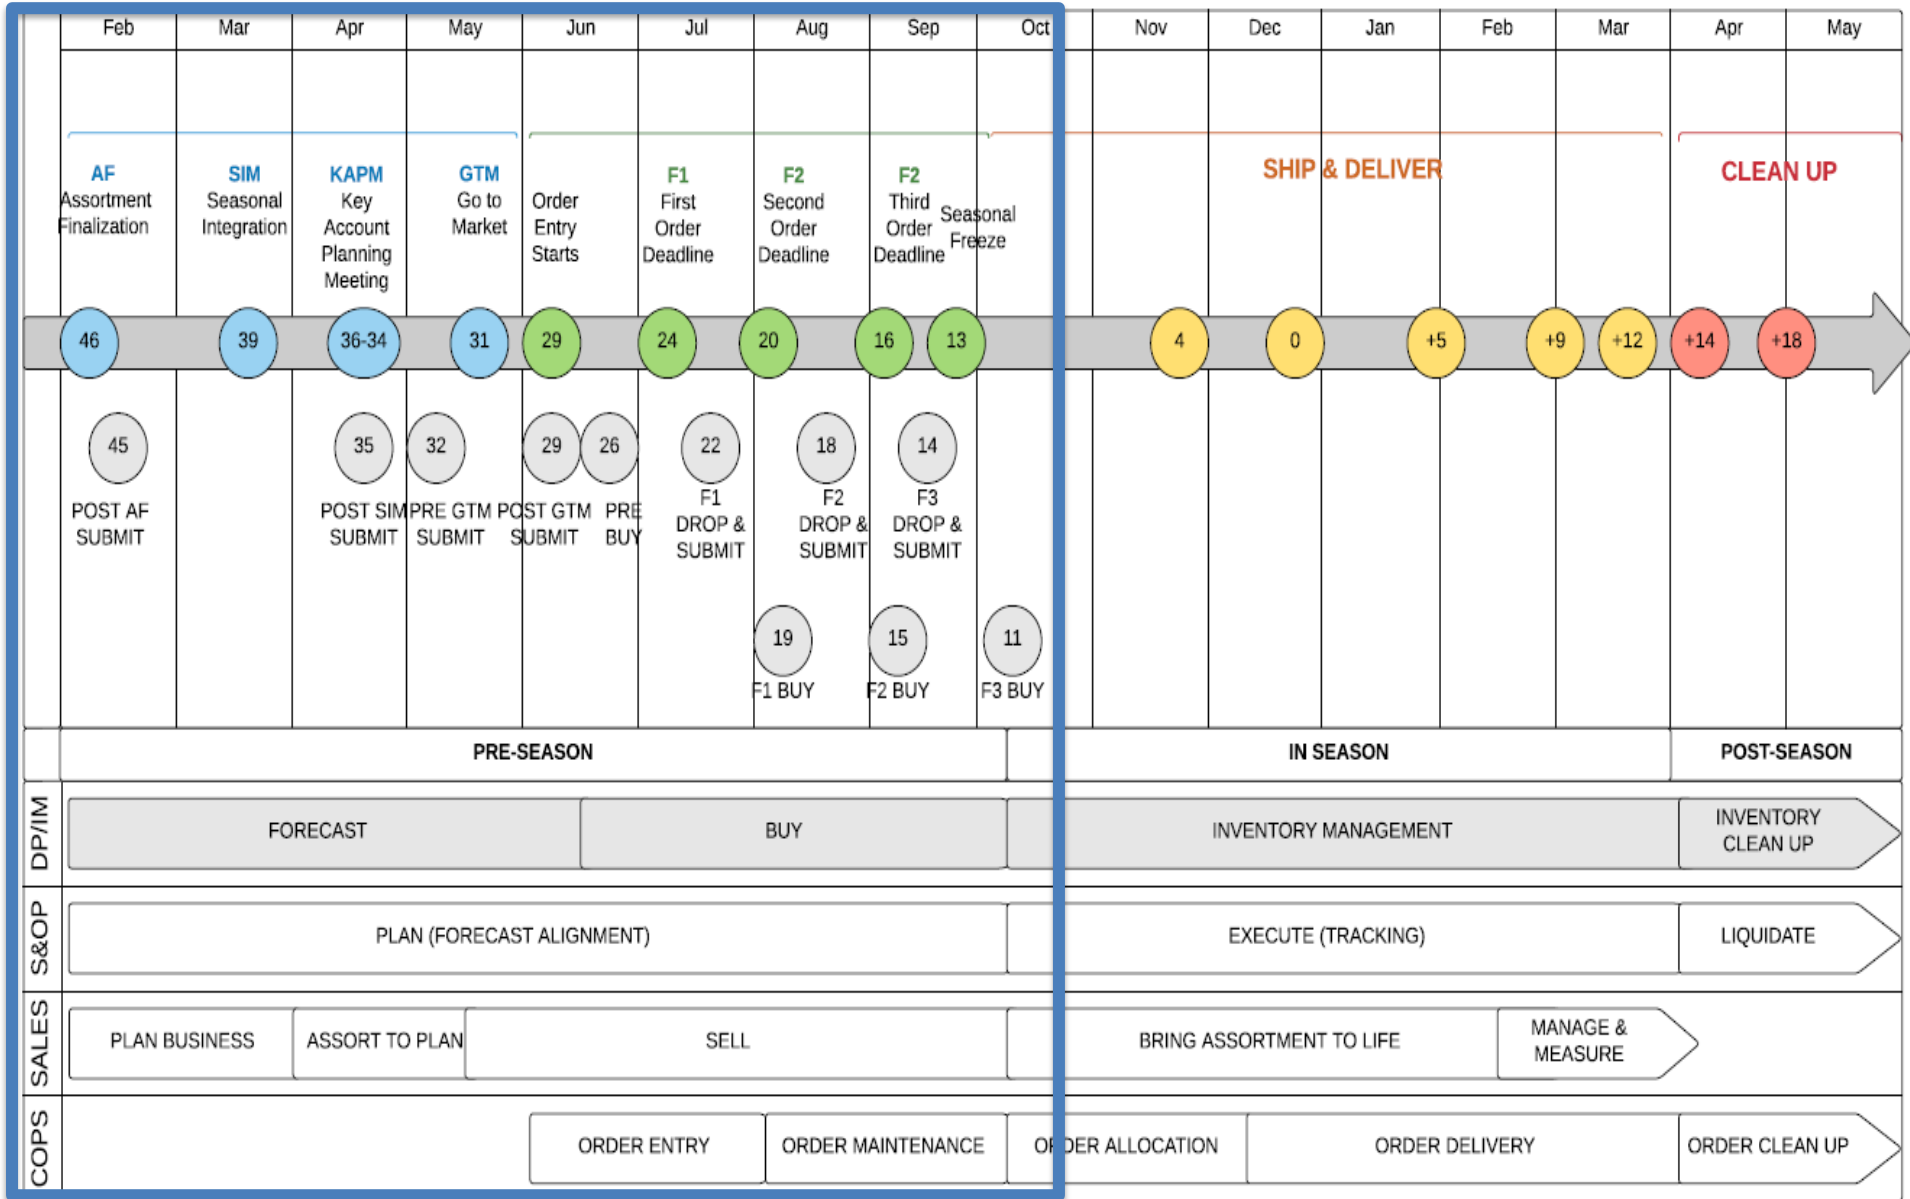 Feb Mar Apr May Jun Jul Aug Sep Oct Nov Dec Jan Feb Mar Apr May
AF
Assortment
Finalization
SIM
Seasonal
Integration
KAPM
Key
Account
Planning
Meeting
GTM
Go to
Market
Order
Entry
Starts
F1
First
Order
Deadline
F2
Second
Order
Deadline
F2
Third
Order
Deadline
Seasonal
Freeze
SHIP & DELIVER
CLEAN UP
46 39 36-34 31 29 24 20 16 13 4 0 +5 +9 +12 +14 +18
45 35 32 29 26 22 18 14
POST AF
SUBMIT
POST SIM
SUBMIT
PRE GTM
SUBMIT
POST GTM
SUBMIT
PRE
BUY
F1
DROP &
SUBMIT
F2
DROP &
SUBMIT
F3
DROP &
SUBMIT
19 15 11
F1 BUY F2 BUY F3 BUY
PRE-SEASON IN SEASON POST-SEASON
DP/IM
FORECAST BUY INVENTORY MANAGEMENT
INVENTORY
CLEAN UP
S&OP
PLAN (FORECAST ALIGNMENT) EXECUTE (TRACKING) LIQUIDATE
SALES
PLAN BUSINESS ASSORT TO PLAN SELL BRING ASSORTMENT TO LIFE
MANAGE &
MEASURE
COPS
ORDER ENTRY ORDER MAINTENANCE ORDER ALLOCATION ORDER DELIVERY ORDER CLEAN UP